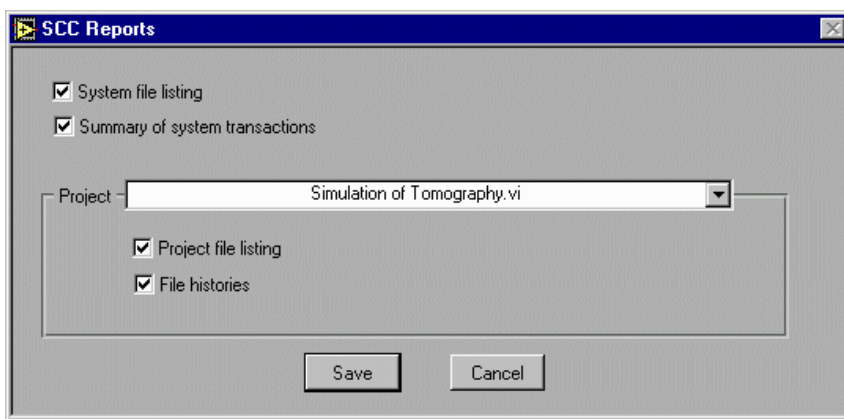 SCC Reports
System file listing
Summary of system transactions
Project
Simulation of Tomography.vi
Project file listing
File histories
Save
Cancel